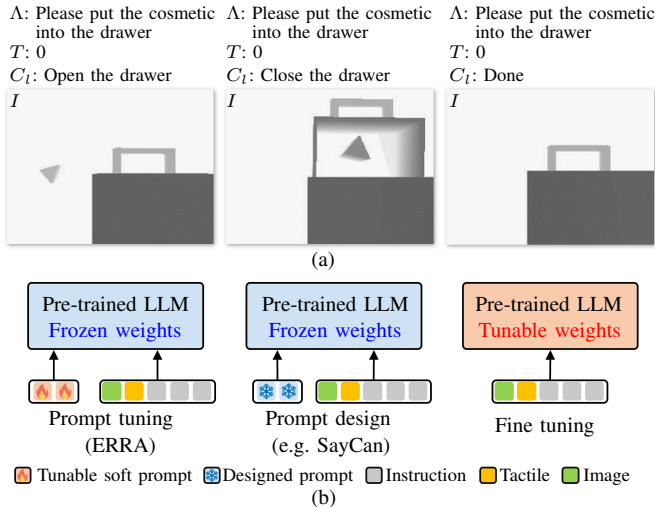 Λ: Please put the cosmetic into the drawer
T: 0
C_l: Open the drawer
I
Λ: Please put the cosmetic into the drawer
T: 0
C_l: Close the drawer
Λ: Please put the cosmetic into the drawer
T: 0
C_l: Done
I
(a)
Pre-trained LLM
Frozen weights
Prompt tuning
(ERRA)
Pre-trained LLM
Frozen weights
Prompt design
(e.g. SayCan)
Pre-trained LLM
Tunable weights
Fine tuning
Tunable soft prompt
Designed prompt
Instruction
Tactile
Image
(b)